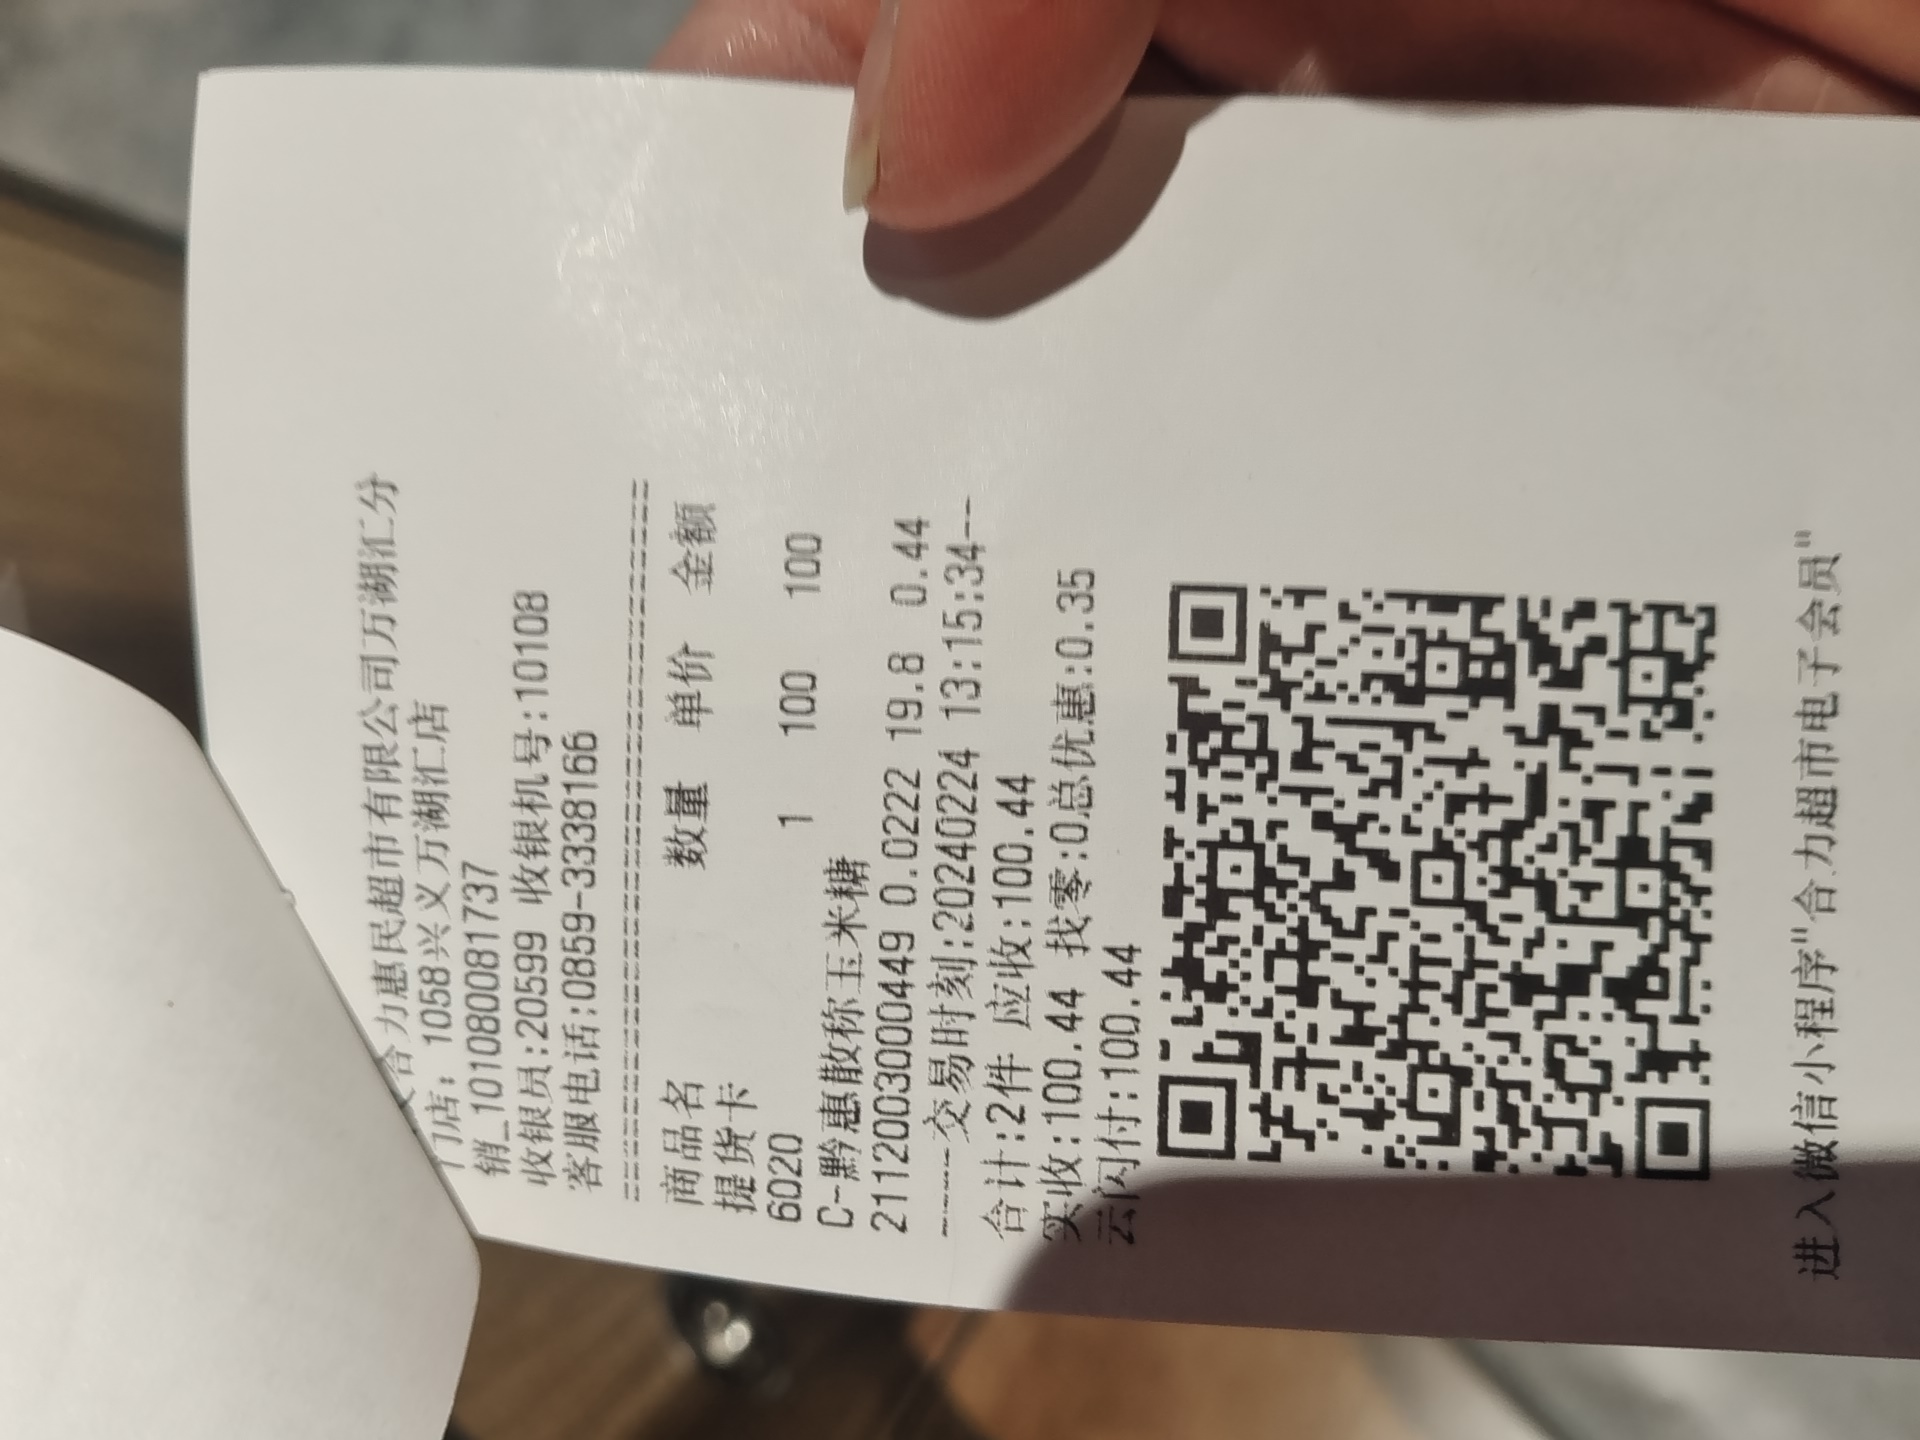 合力惠民超市有限公司万湖汇分
门店: 1058兴义万湖汇店
销_101080081737
收银员:205599 收银机号:10108
客服电话:0859-3338166
商品名 数量 单价 金额
提货卡
6020 1 100 100
C-黔惠散称玉米糖
2112003000449 0.0222 19.8 0.44
-----交易时刻:20240224 13:15:34--
合计:2件 应收:100.44
实收:100.44 找零:0总优惠:0.35
云闪付:100.44
进入微信小程序"合力超市电子会员"